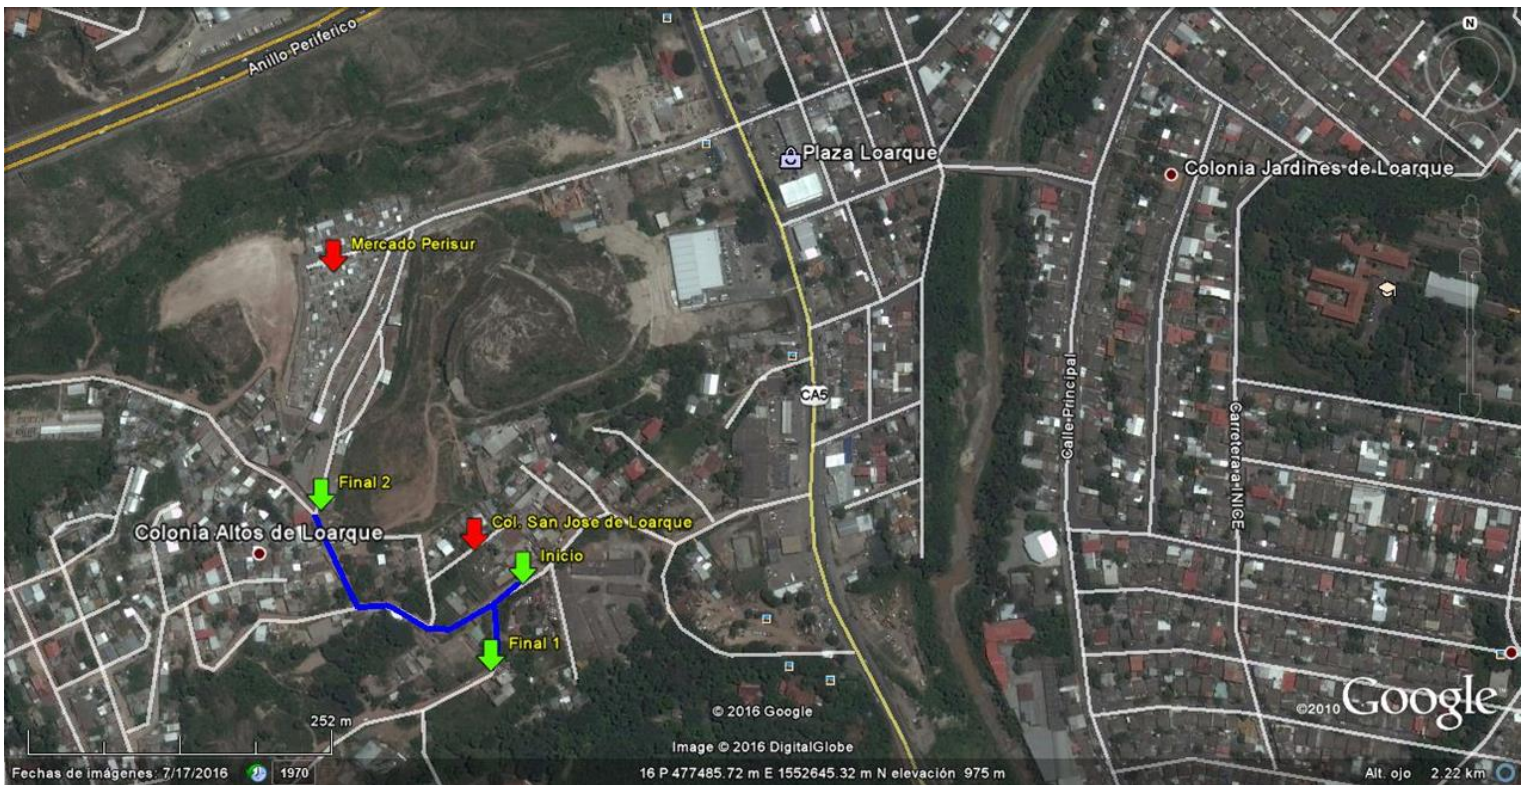 Anillo Periferico
N
Plaza Loarque
Colonia Jardines de Loarque
Mercado Perisur
CA5
Calle Principal
Carretera a INICE
Final 2
Colonia Altos de Loarque
Col. San Jose de Loarque
Inicio
Final 1
252 m
© 2016 Google
©2010 Google
Image © 2016 DigitalGlobe
Fechas de imágenes: 7/17/2016 1970 16 P 477485.72 m E 1552645.32 m N elevación 975 m Alt. ojo 2.22 km